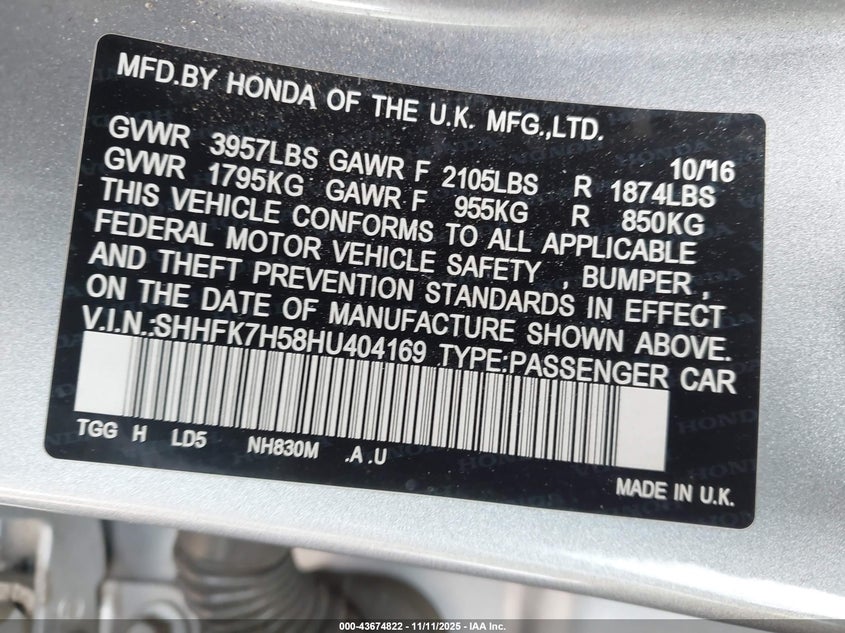 MFD.BY HONDA OF THE U.K. MFG.,LTD.
10/'16
GVWR 3957LBS GAWR F 2105LBS R 1874LBS
GVWR 1795KG GAWR F 955KG R 850KG
THIS VEHICLE CONFORMS TO ALL APPLICABLE
FEDERAL MOTOR VEHICLE SAFETY , BUMPER ,
AND THEFT PREVENTION STANDARDS IN EFFECT
ON THE DATE OF MANUFACTURE SHOWN ABOVE.
V.I.N.:SHHFK7H58HU404169 TYPE:PASSENGER CAR
TGG H LD5 NH830M .A .U
MADE IN U.K.
000-43674822 - 11/11/2025 - IAA Inc.